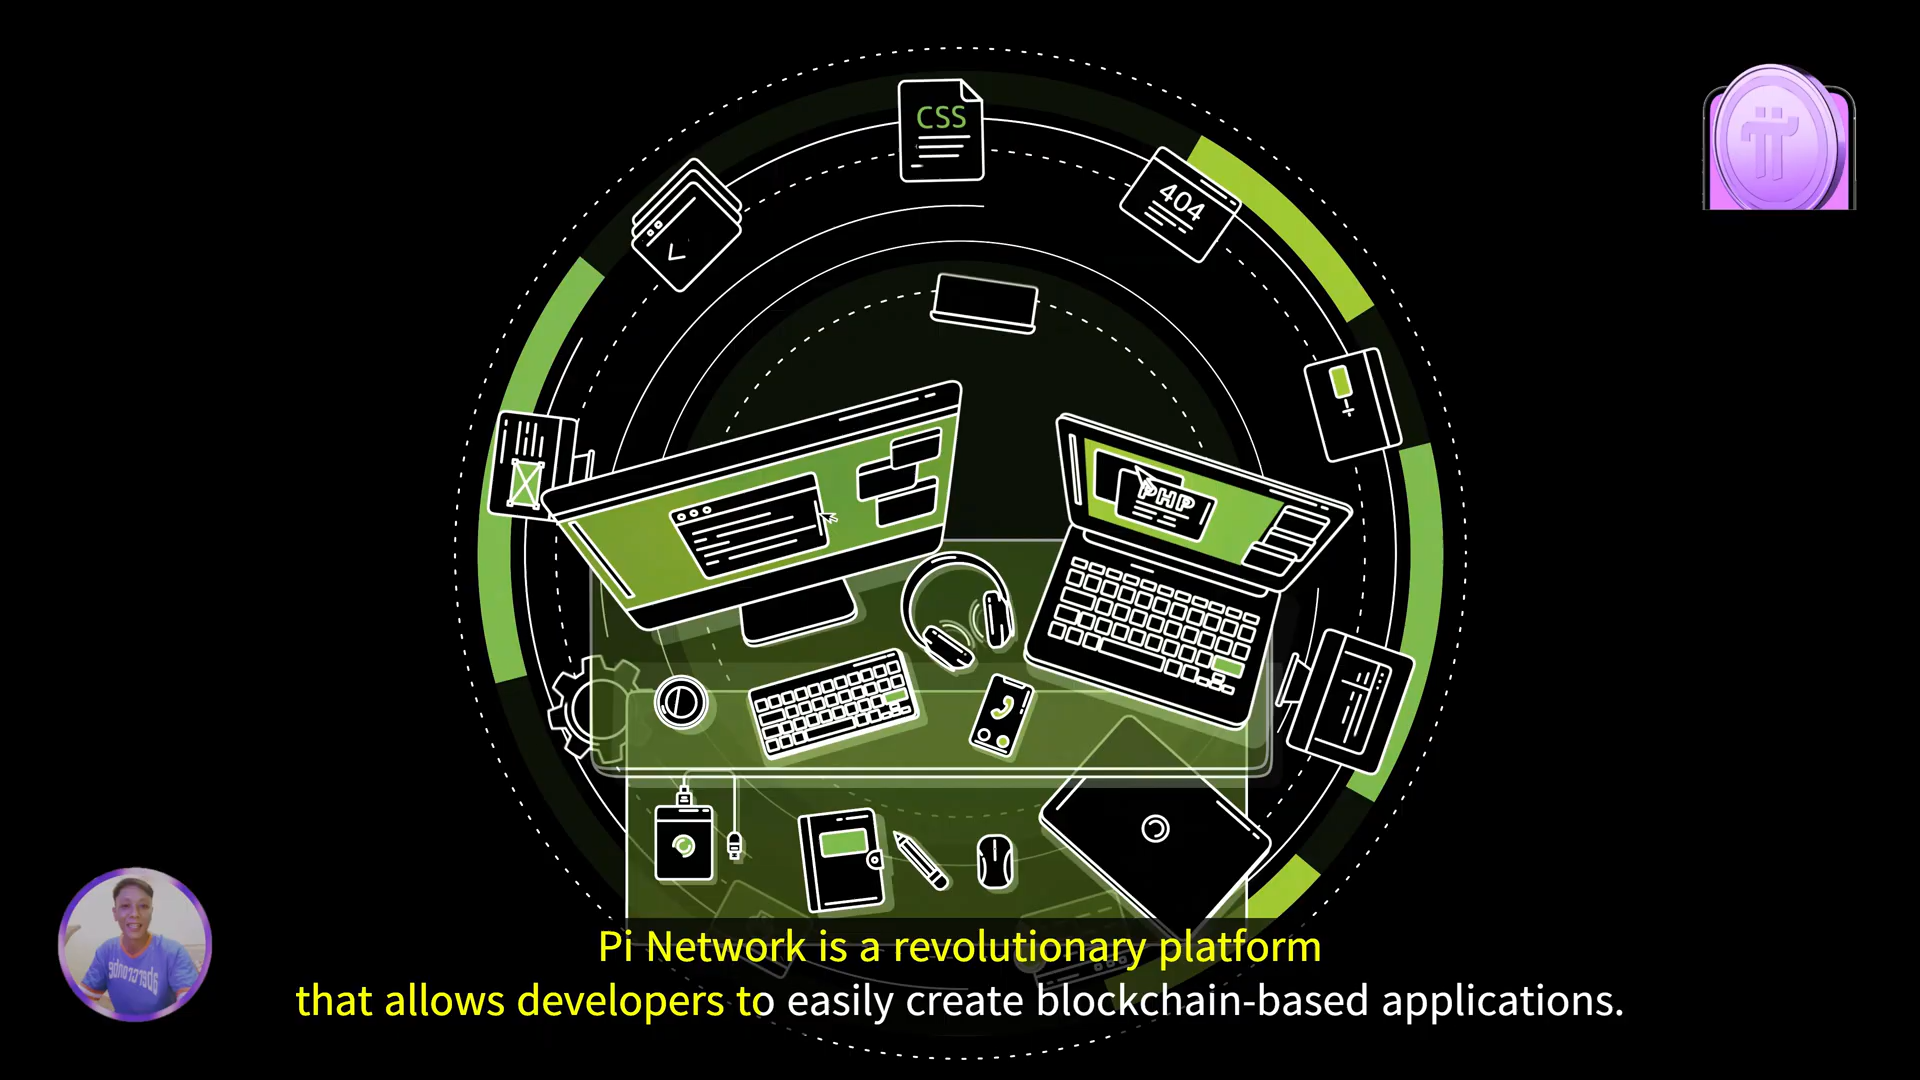 CSS
404
PHP
Pi Network is a revolutionary platform
that allows developers to easily create blockchain-based applications.